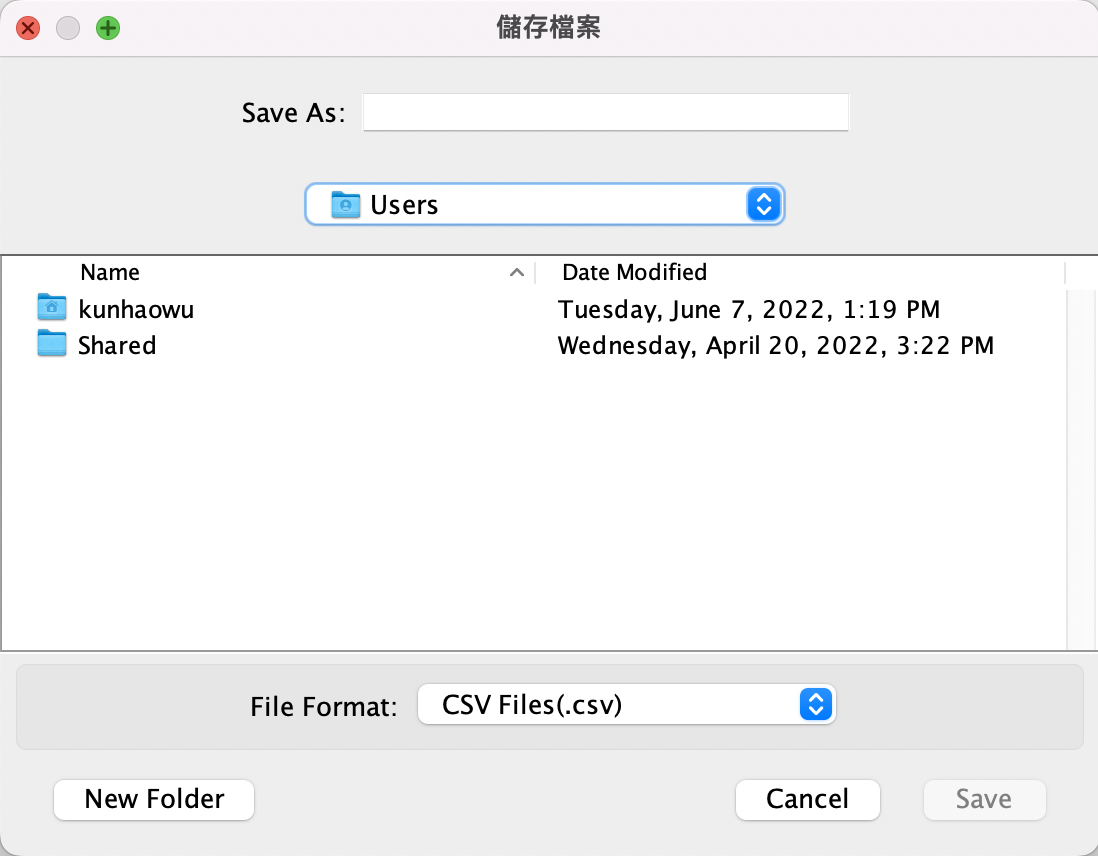 儲存檔案
Save As:
Users
Name Date Modified
kunhaowu Tuesday, June 7, 2022, 1:19 PM
Shared Wednesday, April 20, 2022, 3:22 PM
File Format: CSV Files(.csv)
New Folder Cancel Save